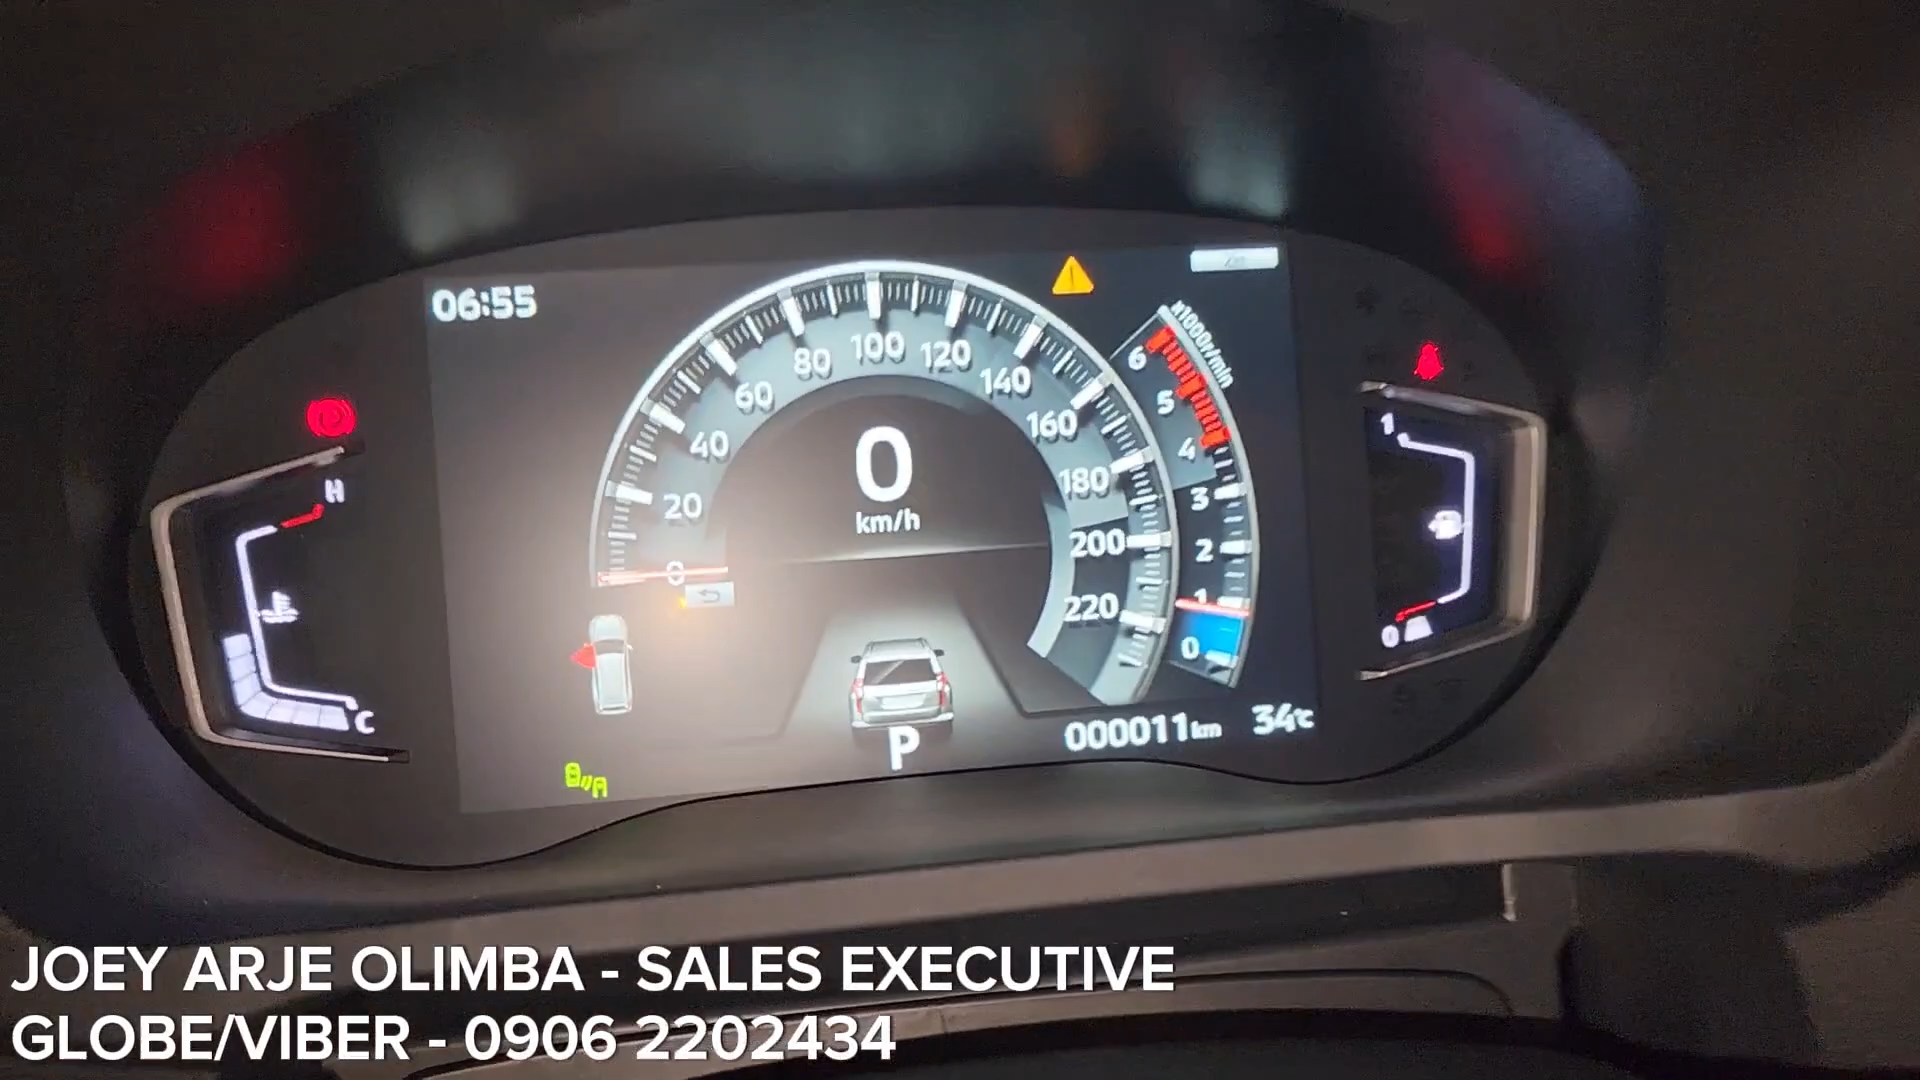 06:55
x1000r/min
0
20
40
60
80
100
120
140
160
180
200
220
0
km/h
6
5
4
3
2
1
0
H
C
1
0
P
000011km
34°C
JOEY ARJE OLIMBA - SALES EXECUTIVE
GLOBE/VIBER - 0906 2202434